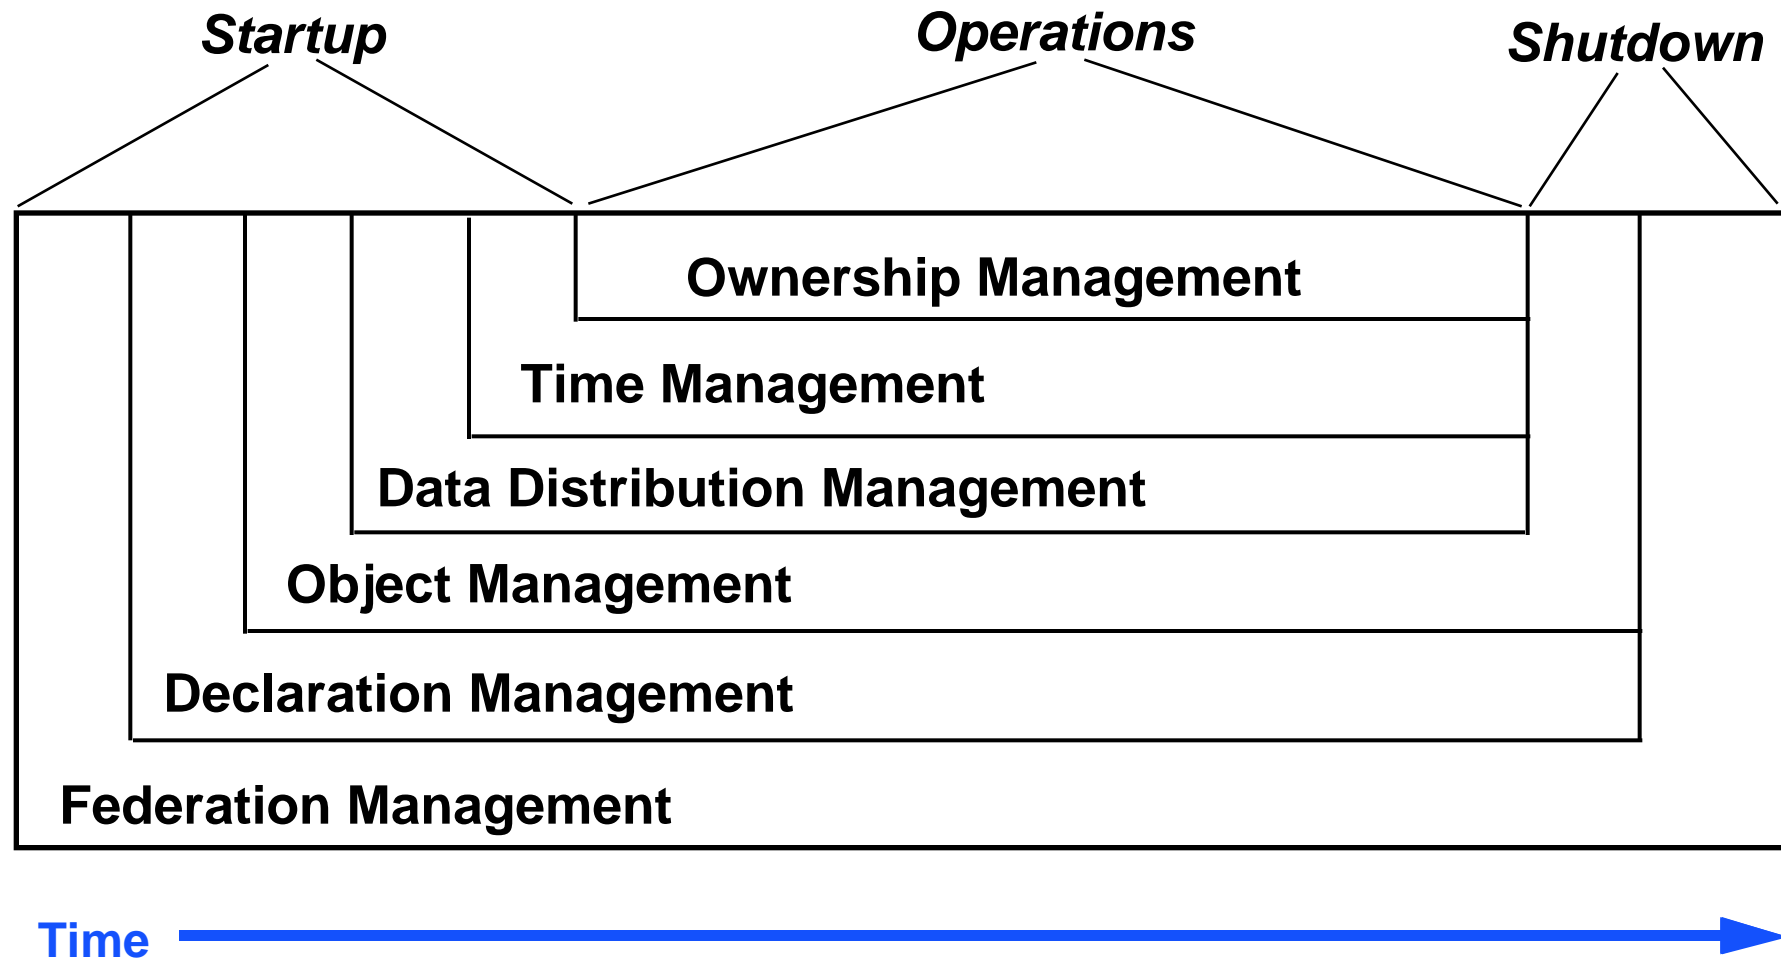 Startup
Operations
Shutdown
Ownership Management
Time Management
Data Distribution Management
Object Management
Declaration Management
Federation Management
Time